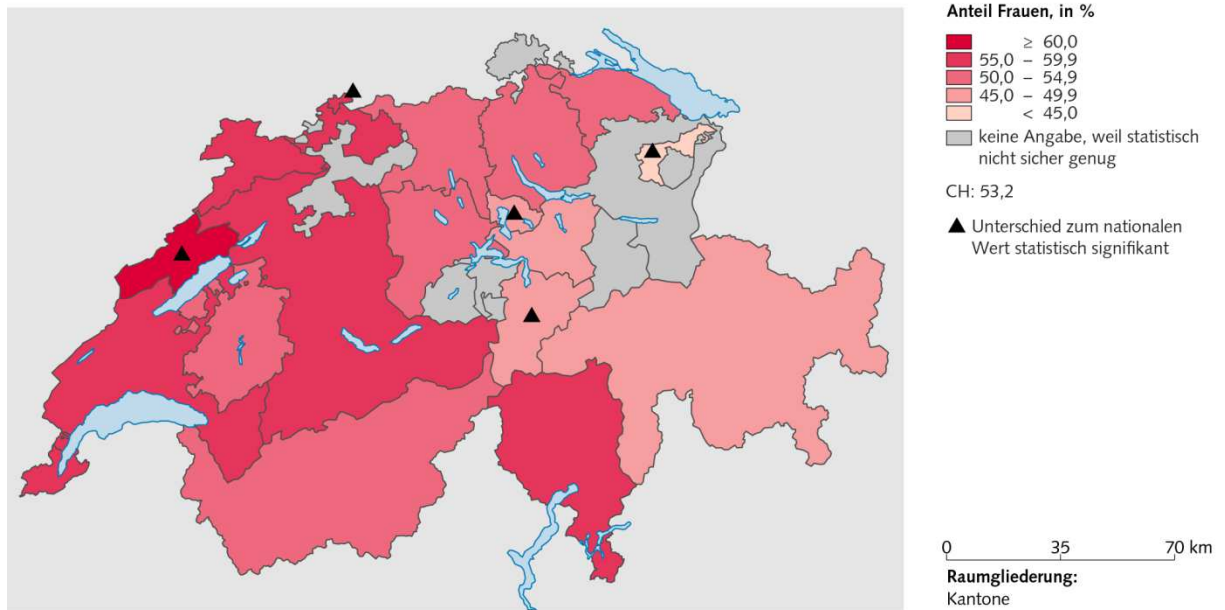 Anteil Frauen, in %
≥ 60,0
55,0 – 59,9
50,0 – 54,9
45,0 – 49,9
< 45,0
keine Angabe, weil statistisch
nicht sicher genug
CH: 53,2
▲ Unterschied zum nationalen
Wert statistisch signifikant
0 35 70 km
Raumgliederung:
Kantone